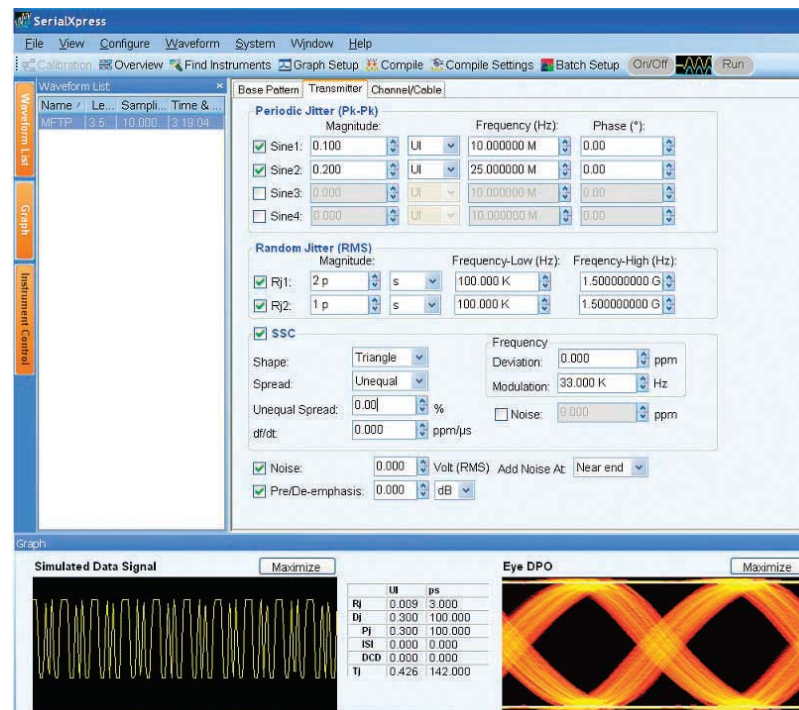 SerialXpress
File View Configure Waveform System Window Help
Calibration Overview Find Instruments Graph Setup Compile Compile Settings Batch Setup On/Off Run
Waveform List ×
Name Le... Sampli... Time & ...
MFTP 3.5... 10.000... 3:19:04
Waveform List
Graph
Instrument Control
Base Pattern Transmitter Channel/Cable
Periodic Jitter (Pk-Pk)
Magnitude: Frequency (Hz): Phase (°):
Sine1: 0.100 UI 10.000000 M 0.00
Sine2: 0.200 UI 25.000000 M 0.00
Sine3: 0.000 UI 10.000000 M 0.00
Sine4: 0.000 UI 10.000000 M 0.00
Random Jitter (RMS)
Magnitude: Frequency-Low (Hz): Freqency-High (Hz):
Rj1: 2 p s 100.000 K 1.500000000 G
Rj2: 1 p s 100.000 K 1.500000000 G
SSC
Frequency
Shape: Triangle Deviation: 0.000 ppm
Spread: Unequal Modulation: 33.000 K Hz
Unequal Spread: 0.00 % Noise: 0.000 ppm
df/dt: 0.000 ppm/µs
Noise: 0.000 Volt (RMS) Add Noise At: Near end
Pre/De-emphasis: 0.000 dB
Graph
Simulated Data Signal Maximize
UI ps
Rj 0.009 3.000
Dj 0.300 100.000
Pj 0.300 100.000
ISI 0.000 0.000
DCD 0.000 0.000
Tj 0.426 142.000
Eye DPO Maximize